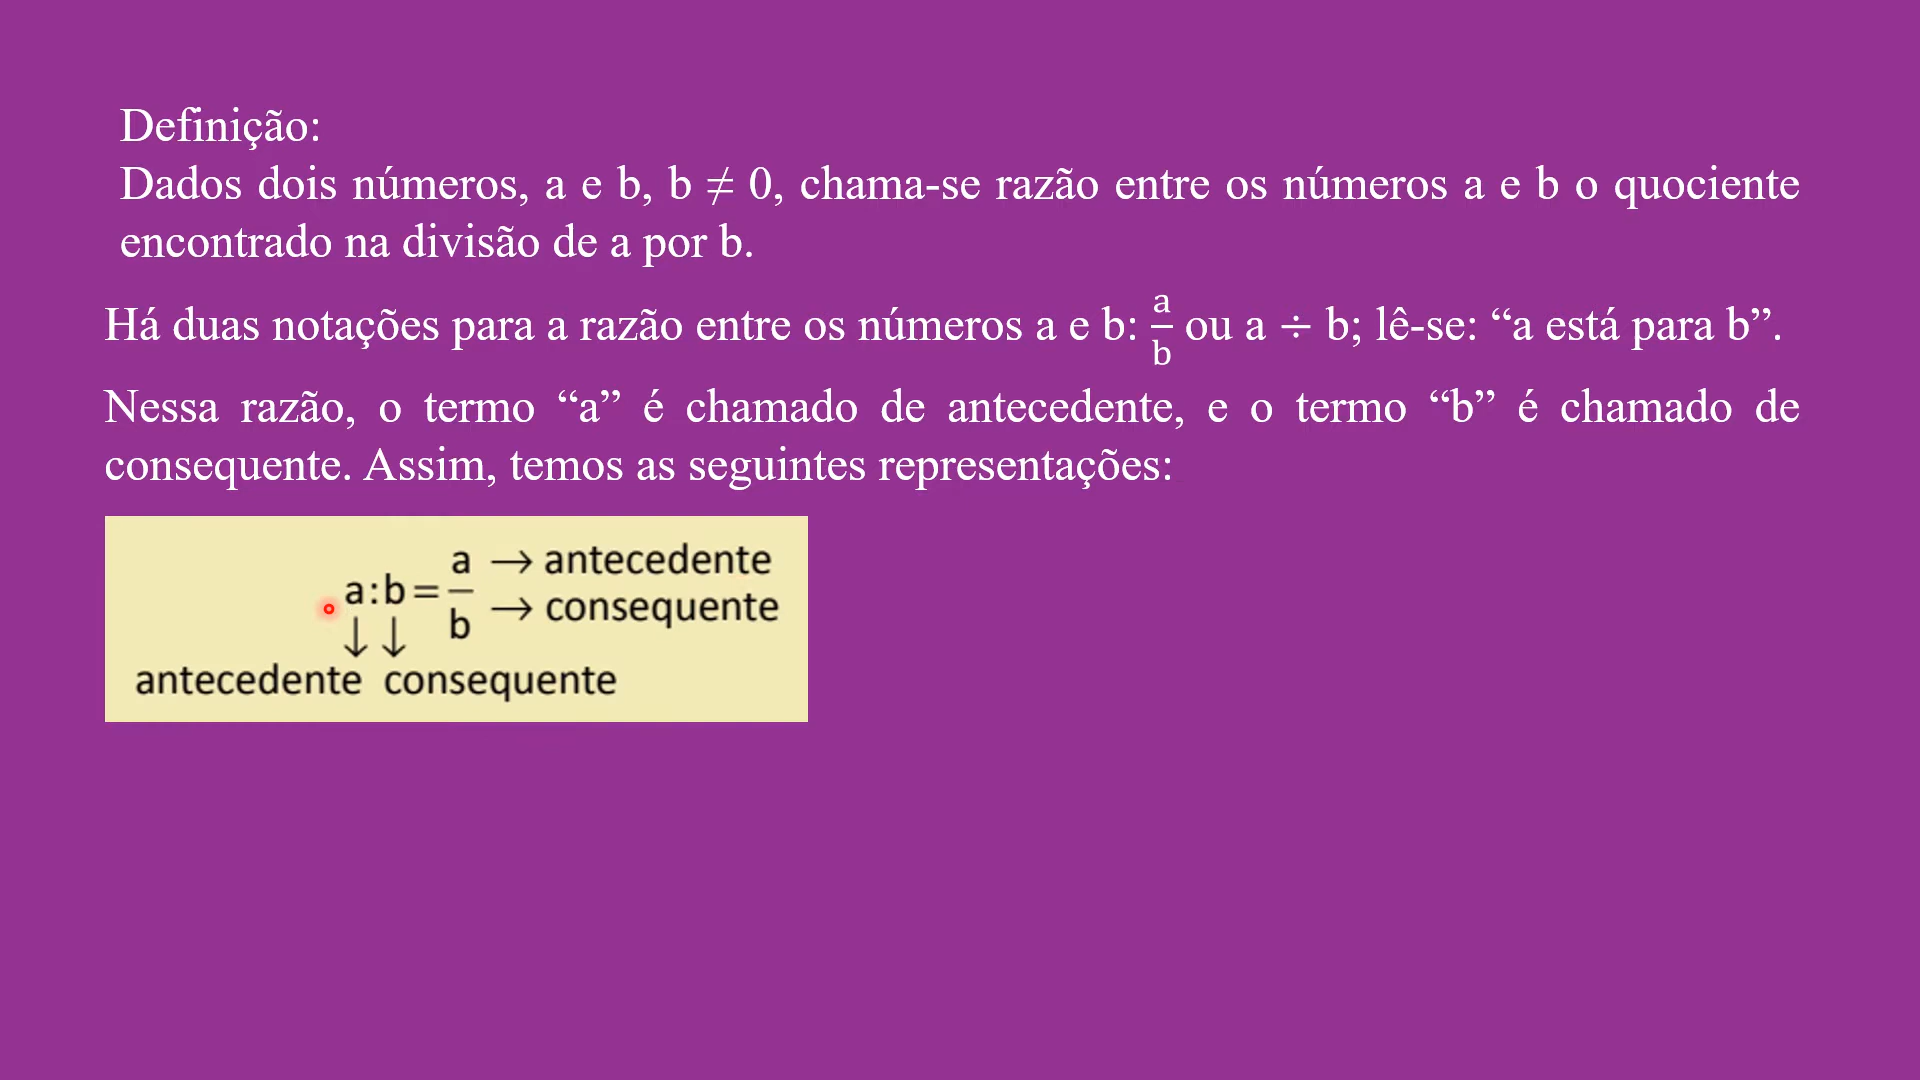 Definição:
Dados dois números, a e b, b ≠ 0, chama-se razão entre os números a e b o quociente
encontrado na divisão de a por b.
Há duas notações para a razão entre os números a e b: a/b ou a ÷ b; lê-se: “a está para b”.
Nessa razão, o termo “a” é chamado de antecedente, e o termo “b” é chamado de
consequente. Assim, temos as seguintes representações:
a → antecedente
a:b = —
b → consequente
↓ ↓
antecedente consequente